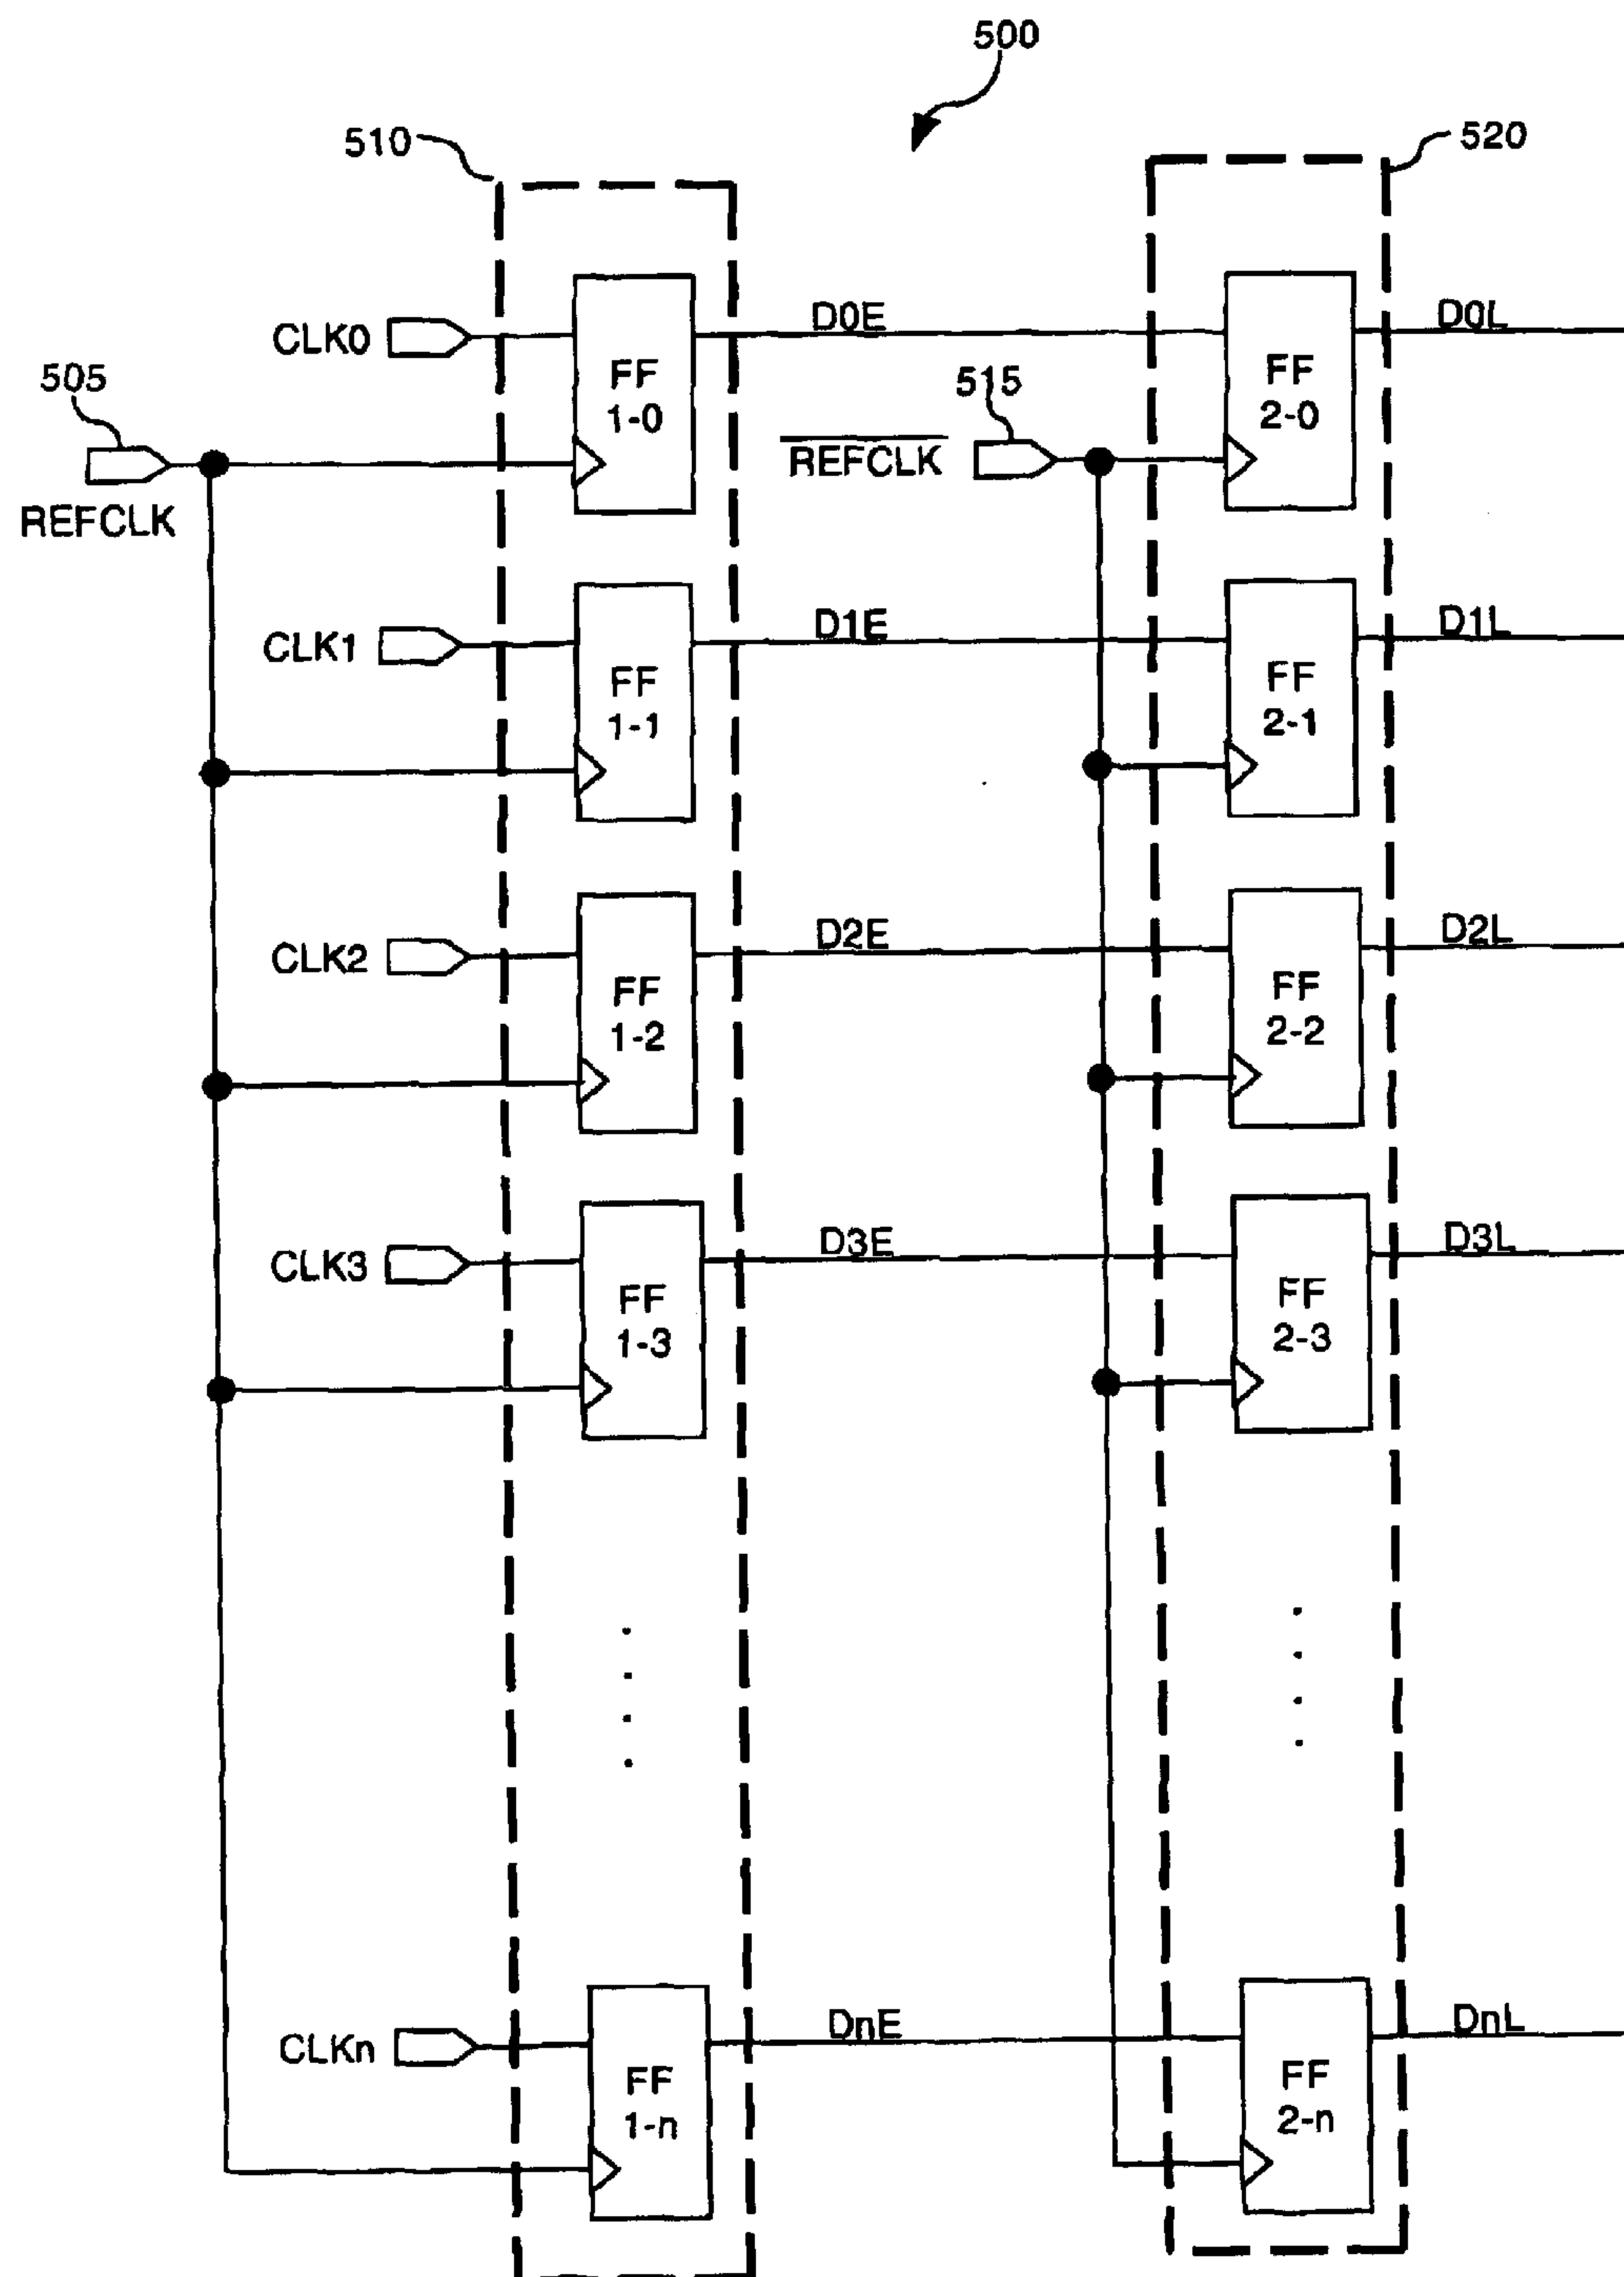 500
510
520
CLK0
FF
1-0
D0E
FF
2-0
D0L
505
REFCLK
515
REFCLK
CLK1
FF
1-1
D1E
FF
2-1
D1L
CLK2
FF
1-2
D2E
FF
2-2
D2L
CLK3
FF
1-3
D3E
FF
2-3
D3L
CLKn
FF
1-n
DnE
FF
2-n
DnL